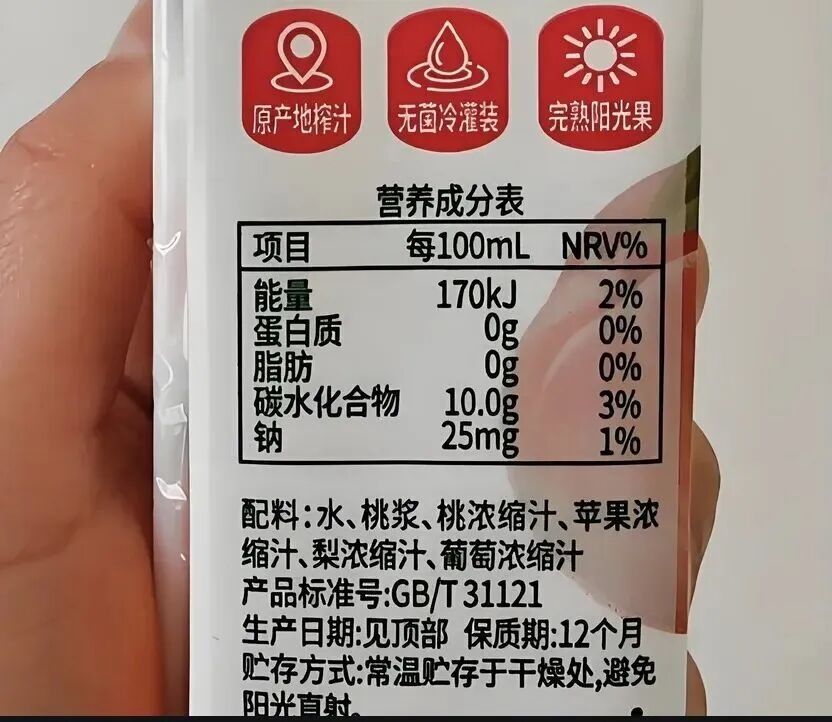 原产地榨汁 无菌冷灌装 完熟阳光果
营养成分表
项目 每100mL NRV%
能量 170kJ 2%
蛋白质 0g 0%
脂肪 0g 0%
碳水化合物 10.0g 3%
钠 25mg 1%
配料:水、桃浆、桃浓缩汁、苹果浓
缩汁、梨浓缩汁、葡萄浓缩汁
产品标准号:GB/T 31121
生产日期:见顶部 保质期:12个月
贮存方式:常温贮存于干燥处,避免
阳光直射。